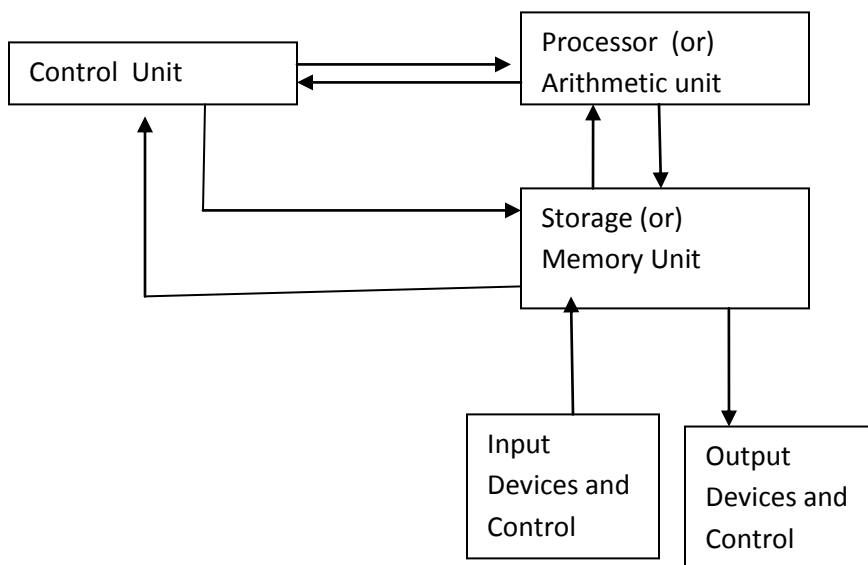 Control Unit
Processor (or)
Arithmetic unit
Storage (or)
Memory Unit
Input
Devices and
Control
Output
Devices and
Control